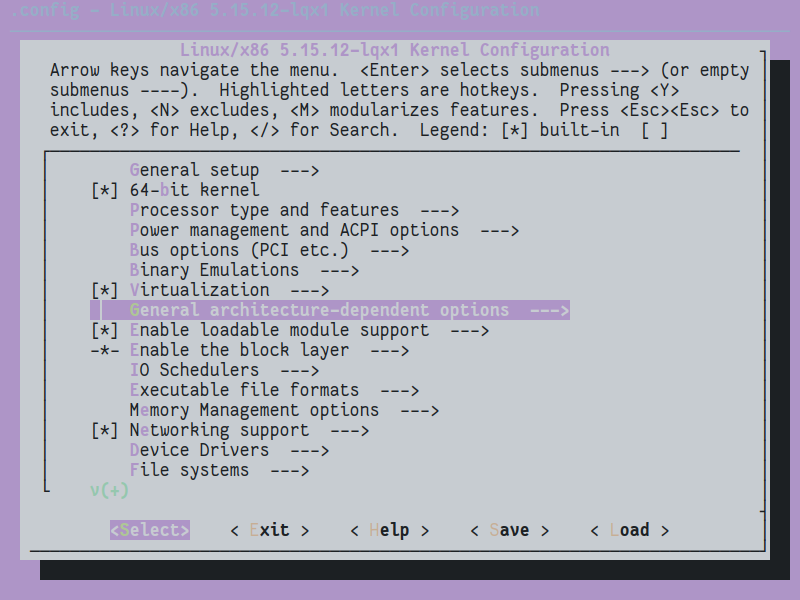 .config - Linux/x86 5.15.12-lqx1 Kernel Configuration
Linux/x86 5.15.12-lqx1 Kernel Configuration
Arrow keys navigate the menu.  <Enter> selects submenus ---> (or empty
submenus ----).  Highlighted letters are hotkeys.  Pressing <Y>
includes, <N> excludes, <M> modularizes features.  Press <Esc><Esc> to
exit, <?> for Help, </> for Search.  Legend: [*] built-in  [ ]
General setup  --->
[*] 64-bit kernel
Processor type and features  --->
Power management and ACPI options  --->
Bus options (PCI etc.)  --->
Binary Emulations  --->
[*] Virtualization  --->
General architecture-dependent options  --->
[*] Enable loadable module support  --->
-*- Enable the block layer  --->
IO Schedulers  --->
Executable file formats  --->
Memory Management options  --->
[*] Networking support  --->
Device Drivers  --->
File systems  --->
v(+)
<Select>    < Exit >    < Help >    < Save >    < Load >